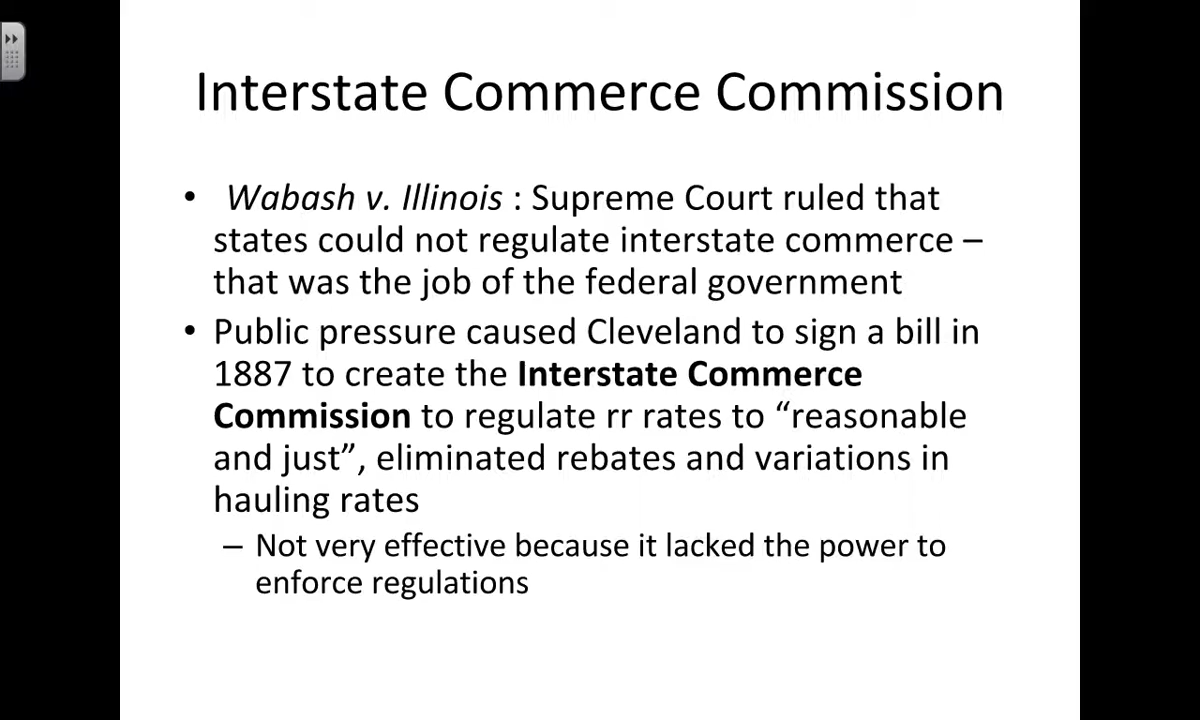 Interstate Commerce Commission
• Wabash v. Illinois : Supreme Court ruled that
states could not regulate interstate commerce –
that was the job of the federal government
• Public pressure caused Cleveland to sign a bill in
1887 to create the Interstate Commerce
Commission to regulate rr rates to “reasonable
and just”, eliminated rebates and variations in
hauling rates
– Not very effective because it lacked the power to
enforce regulations